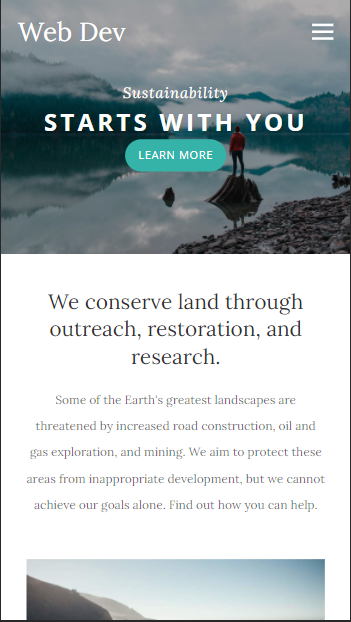 Web Dev
Sustainability
STARTS WITH YOU
LEARN MORE
We conserve land through
outreach, restoration, and
research.
Some of the Earth's greatest landscapes are
threatened by increased road construction, oil and
gas exploration, and mining. We aim to protect these
areas from inappropriate development, but we cannot
achieve our goals alone. Find out how you can help.